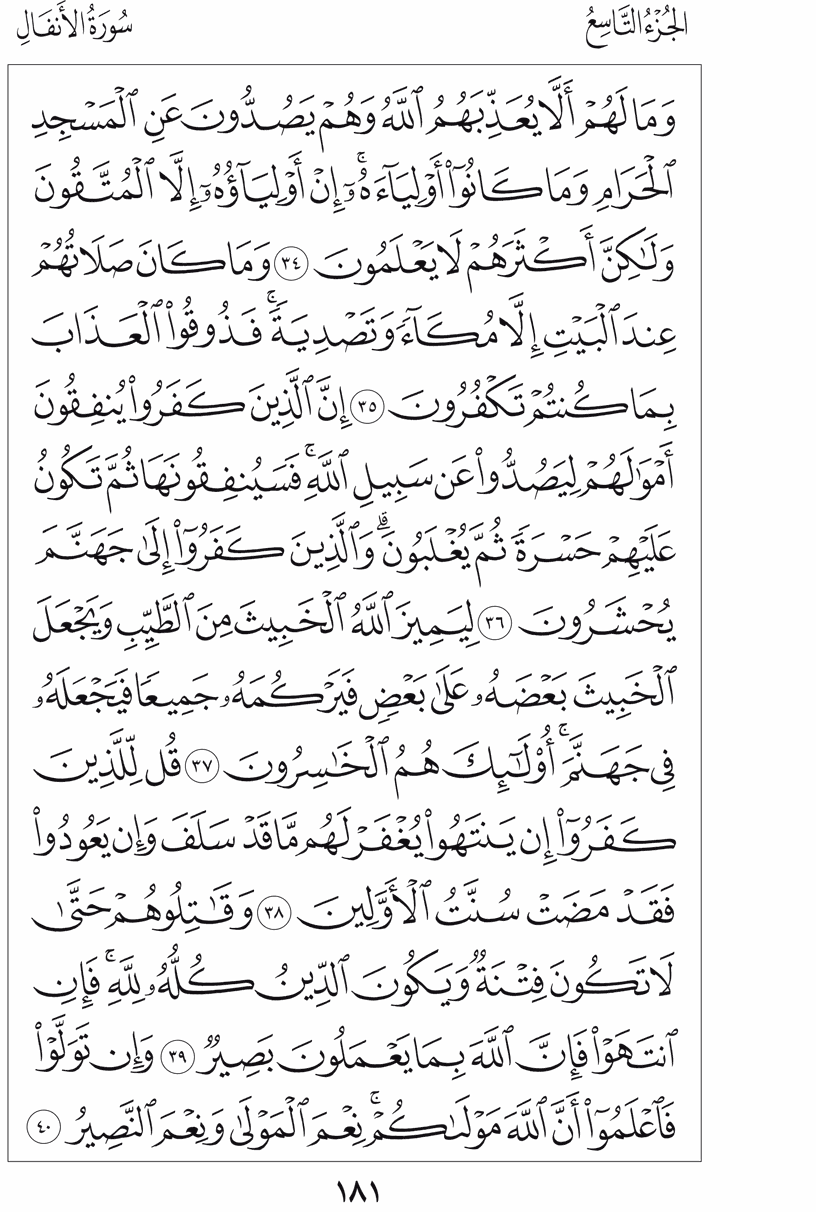 الجُزْءُ التَّاسِعُ
سُورَةُ الأَنفَالِ
وَمَا لَهُمْ أَلَّا يُعَذِّبَهُمُ ٱللَّهُ وَهُمْ يَصُدُّونَ عَنِ ٱلْمَسْجِدِ
ٱلْحَرَامِ وَمَا كَانُوٓا۟ أَوْلِيَآءَهُۥٓ ۚ إِنْ أَوْلِيَآؤُهُۥٓ إِلَّا ٱلْمُتَّقُونَ
وَلَٰكِنَّ أَكْثَرَهُمْ لَا يَعْلَمُونَ ٣٤ وَمَا كَانَ صَلَاتُهُمْ
عِندَ ٱلْبَيْتِ إِلَّا مُكَآءً وَتَصْدِيَةً ۚ فَذُوقُوا۟ ٱلْعَذَابَ
بِمَا كُنتُمْ تَكْفُرُونَ ٣٥ إِنَّ ٱلَّذِينَ كَفَرُوا۟ يُنفِقُونَ
أَمْوَٰلَهُمْ لِيَصُدُّوا۟ عَن سَبِيلِ ٱللَّهِ ۚ فَسَيُنفِقُونَهَا ثُمَّ تَكُونُ
عَلَيْهِمْ حَسْرَةً ثُمَّ يُغْلَبُونَ ۗ وَٱلَّذِينَ كَفَرُوٓا۟ إِلَىٰ جَهَنَّمَ
يُحْشَرُونَ ٣٦ لِيَمِيزَ ٱللَّهُ ٱلْخَبِيثَ مِنَ ٱلطَّيِّبِ وَيَجْعَلَ
ٱلْخَبِيثَ بَعْضَهُۥ عَلَىٰ بَعْضٍ فَيَرْكُمَهُۥ جَمِيعًا فَيَجْعَلَهُۥ
فِى جَهَنَّمَ ۚ أُو۟لَٰٓئِكَ هُمُ ٱلْخَٰسِرُونَ ٣٧ قُل لِّلَّذِينَ
كَفَرُوٓا۟ إِن يَنتَهُوا۟ يُغْفَرْ لَهُم مَّا قَدْ سَلَفَ وَإِن يَعُودُوا۟
فَقَدْ مَضَتْ سُنَّتُ ٱلْأَوَّلِينَ ٣٨ وَقَٰتِلُوهُمْ حَتَّىٰ
لَا تَكُونَ فِتْنَةٌ وَيَكُونَ ٱلدِّينُ كُلُّهُۥ لِلَّهِ ۚ فَإِنِ
ٱنتَهَوْا۟ فَإِنَّ ٱللَّهَ بِمَا يَعْمَلُونَ بَصِيرٌ ٣٩ وَإِن تَوَلَّوْا۟
فَٱعْلَمُوٓا۟ أَنَّ ٱللَّهَ مَوْلَىٰكُمْ ۚ نِعْمَ ٱلْمَوْلَىٰ وَنِعْمَ ٱلنَّصِيرُ ٤٠
١٨١